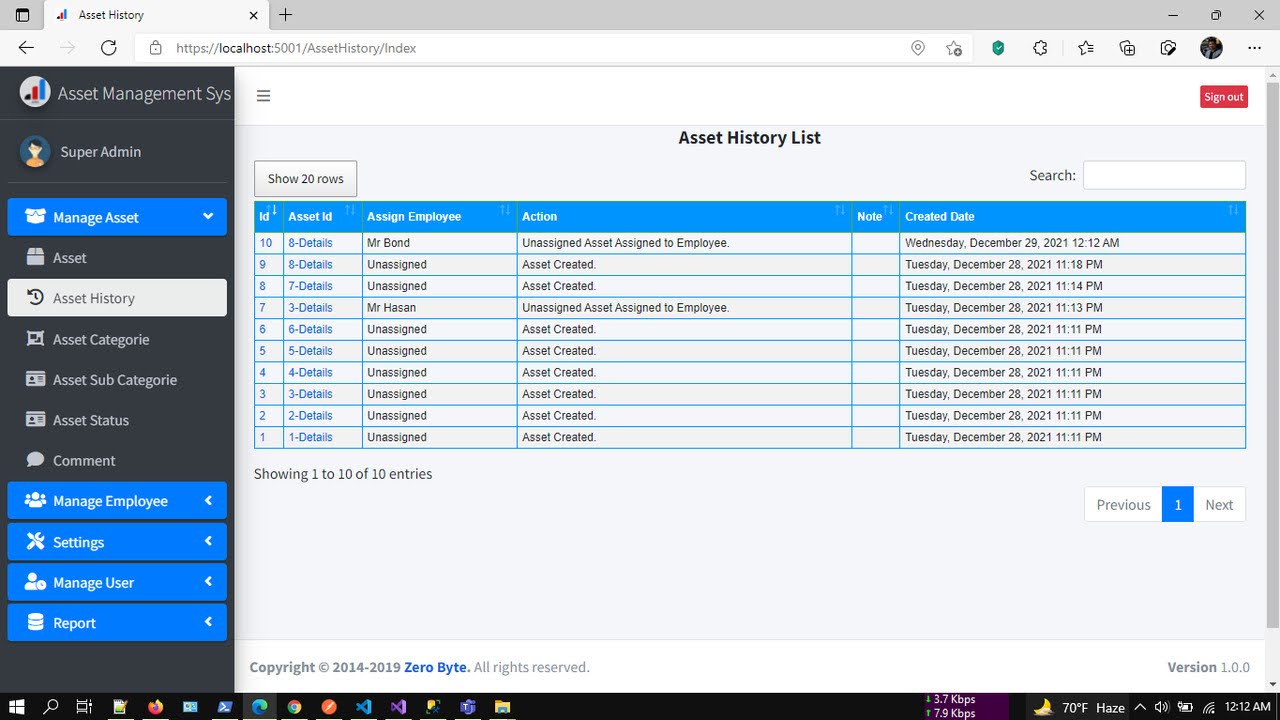 Asset History
https://localhost:5001/AssetHistory/Index
Asset Management Sys
Sign out
Super Admin
Manage Asset
Asset
Asset History
Asset Categorie
Asset Sub Categorie
Asset Status
Comment
Manage Employee
Settings
Manage User
Report
Asset History List
Show 20 rows
Search:
Id Asset Id Assign Employee Action Note Created Date
10 8-Details Mr Bond Unassigned Asset Assigned to Employee. Wednesday, December 29, 2021 12:12 AM
9 8-Details Unassigned Asset Created. Tuesday, December 28, 2021 11:18 PM
8 7-Details Unassigned Asset Created. Tuesday, December 28, 2021 11:14 PM
7 3-Details Mr Hasan Unassigned Asset Assigned to Employee. Tuesday, December 28, 2021 11:13 PM
6 6-Details Unassigned Asset Created. Tuesday, December 28, 2021 11:11 PM
5 5-Details Unassigned Asset Created. Tuesday, December 28, 2021 11:11 PM
4 4-Details Unassigned Asset Created. Tuesday, December 28, 2021 11:11 PM
3 3-Details Unassigned Asset Created. Tuesday, December 28, 2021 11:11 PM
2 2-Details Unassigned Asset Created. Tuesday, December 28, 2021 11:11 PM
1 1-Details Unassigned Asset Created. Tuesday, December 28, 2021 11:11 PM
Showing 1 to 10 of 10 entries
Previous 1 Next
Copyright © 2014-2019 Zero Byte. All rights reserved.
Version 1.0.0
↓ 3.7 Kbps
↑ 7.9 Kbps
70°F Haze
12:12 AM